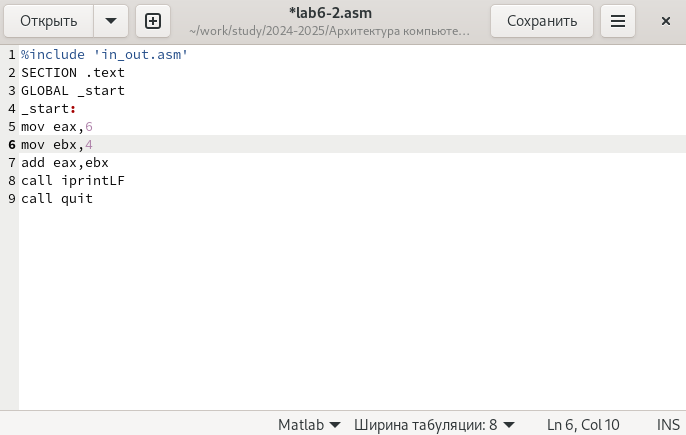 Открыть
*lab6-2.asm
~/work/study/2024-2025/Архитектура компьюте…
Сохранить
1 %include 'in_out.asm'
2 SECTION .text
3 GLOBAL _start
4 _start:
5 mov eax,6
6 mov ebx,4
7 add eax,ebx
8 call iprintLF
9 call quit
Matlab Ширина табуляции: 8 Ln 6, Col 10 INS